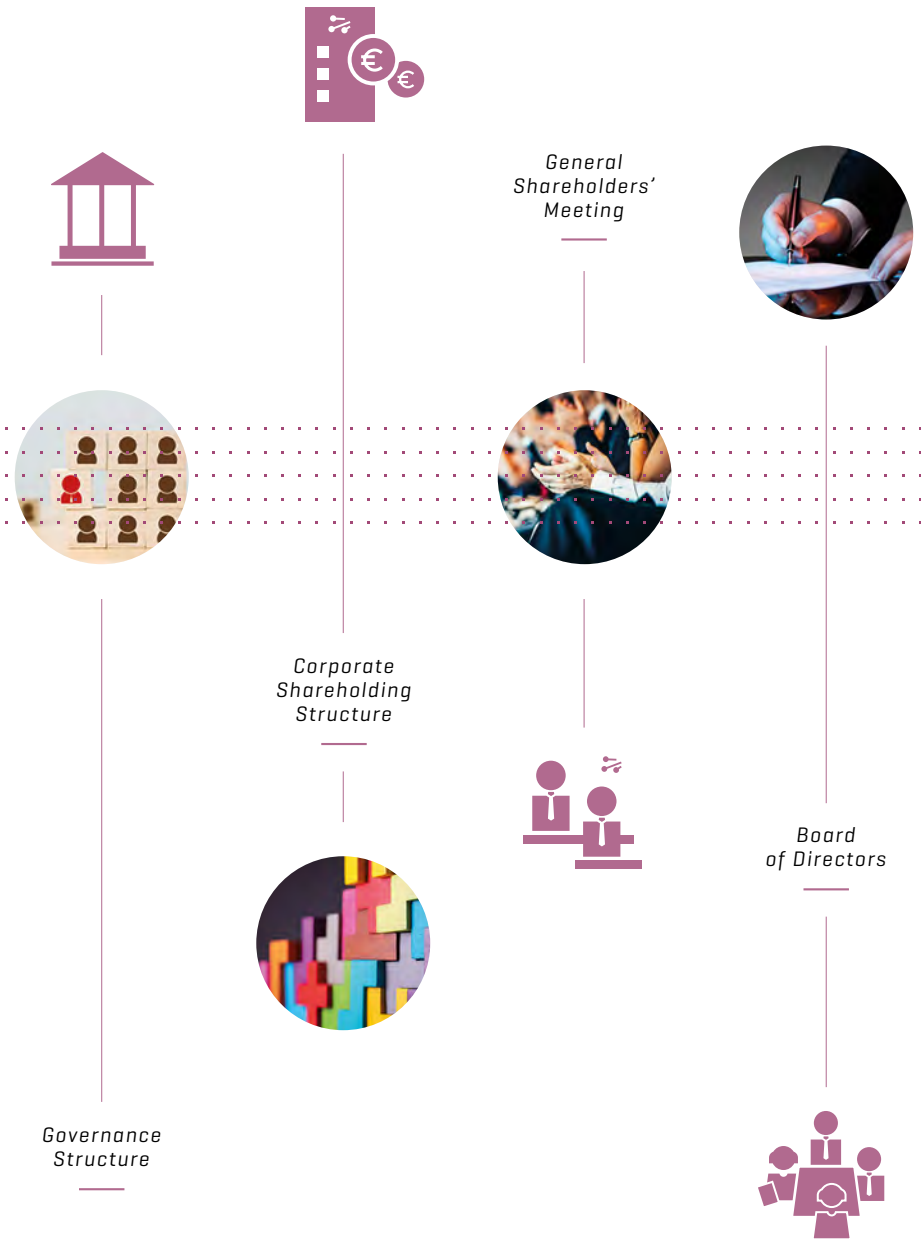 €
€
General
Shareholders’
Meeting
Corporate
Shareholding
Structure
Board
of Directors
Governance
Structure